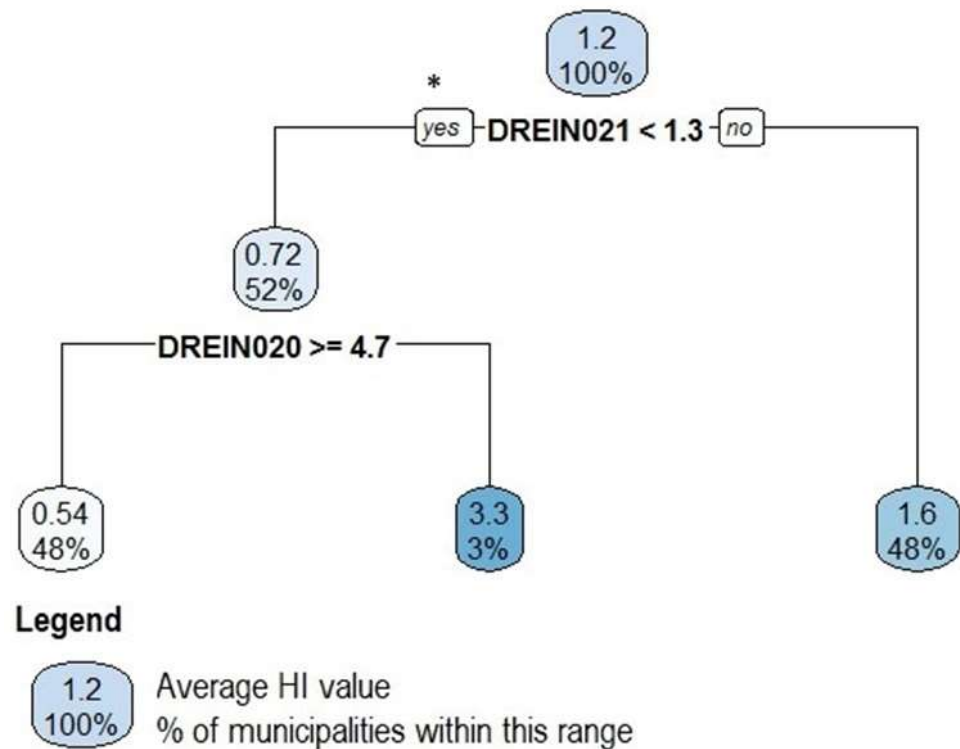 1.2
100%
*
yes DREIN021 < 1.3 no
0.72
52%
DREIN020 >= 4.7
0.54
48%
3.3
3%
1.6
48%
Legend
1.2
100%
Average HI value
% of municipalities within this range